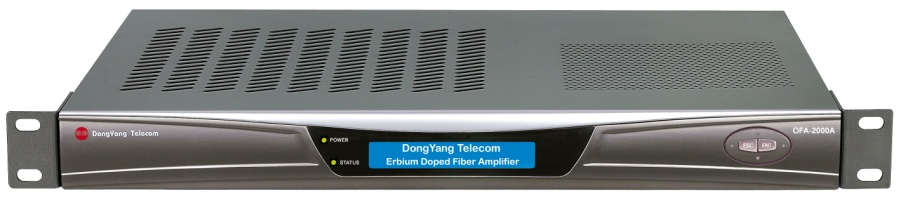 DongYang Telecom
POWER
STATUS
DongYang Telecom
Erbium Doped Fiber Amplifier
OFA-2000A
ESC ENT